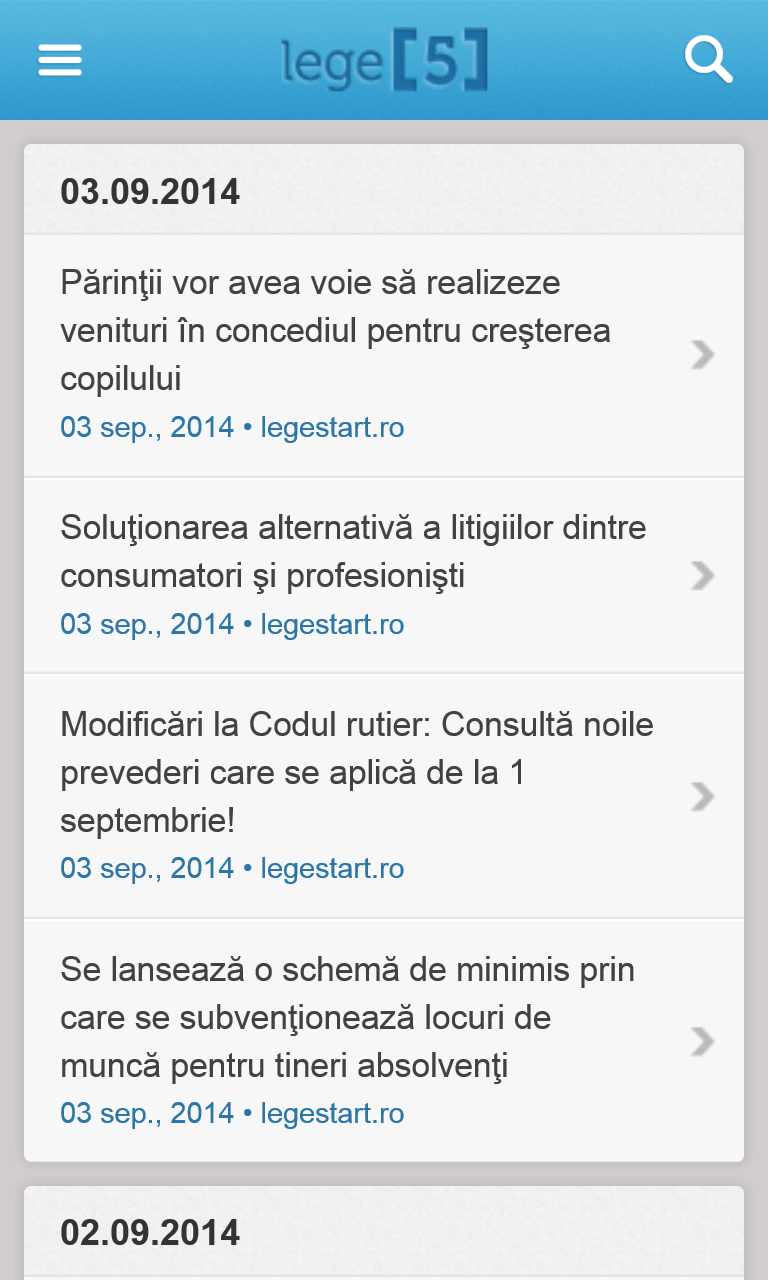 lege[5]
03.09.2014
Părinţii vor avea voie să realizeze
venituri în concediul pentru creşterea
copilului
03 sep., 2014 • legestart.ro
Soluţionarea alternativă a litigiilor dintre
consumatori şi profesionişti
03 sep., 2014 • legestart.ro
Modificări la Codul rutier: Consultă noile
prevederi care se aplică de la 1
septembrie!
03 sep., 2014 • legestart.ro
Se lansează o schemă de minimis prin
care se subvenţionează locuri de
muncă pentru tineri absolvenţi
03 sep., 2014 • legestart.ro
02.09.2014